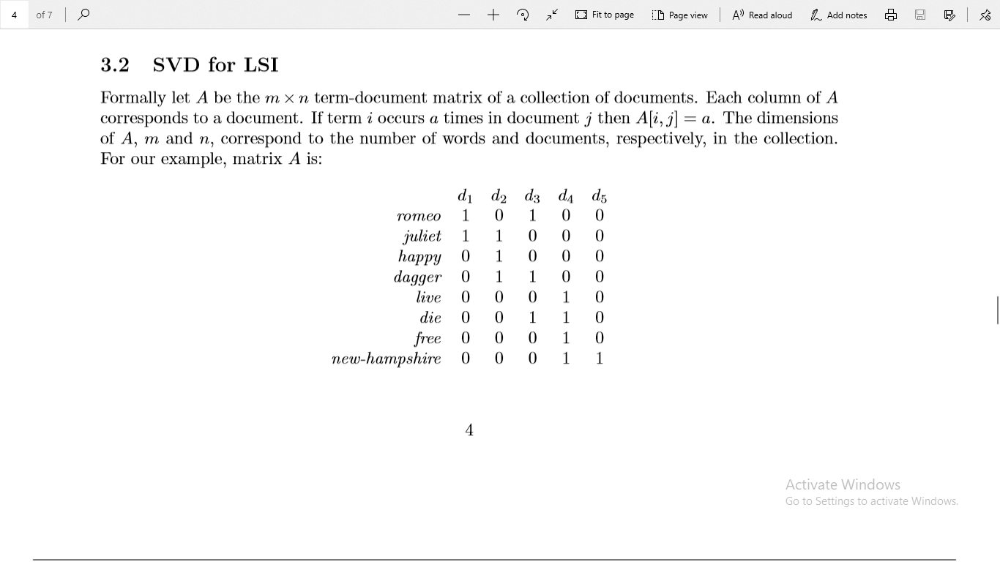 4 of 7 Fit to page Page view Read aloud Add notes
3.2 SVD for LSI
Formally let A be the m × n term-document matrix of a collection of documents. Each column of A
corresponds to a document. If term i occurs a times in document j then A[i, j] = a. The dimensions
of A, m and n, correspond to the number of words and documents, respectively, in the collection.
For our example, matrix A is:
d₁ d₂ d₃ d₄ d₅
romeo 1 0 1 0 0
juliet 1 1 0 0 0
happy 0 1 0 0 0
dagger 0 1 1 0 0
live 0 0 0 1 0
die 0 0 1 1 0
free 0 0 0 1 0
new-hampshire 0 0 0 1 1
4
Activate Windows
Go to Settings to activate Windows.